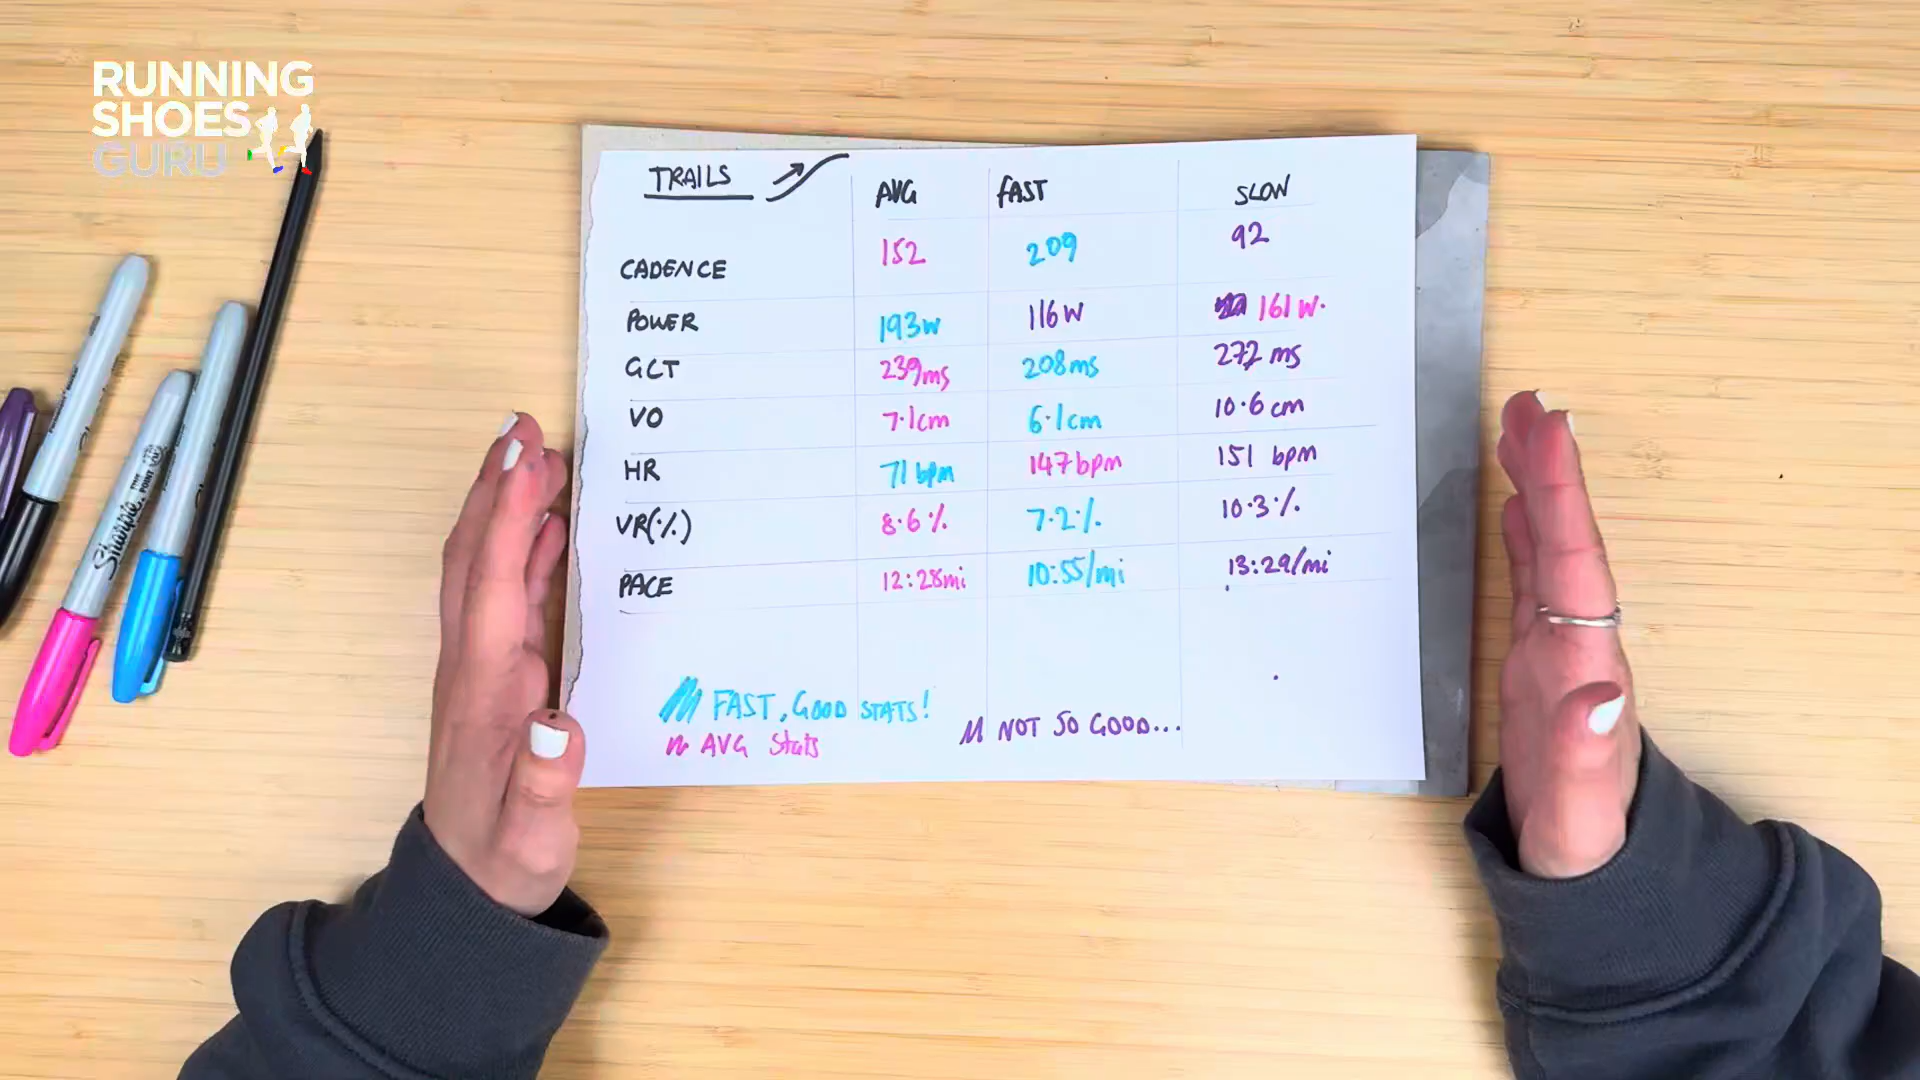 RUNNING
SHOES
GURU
TRAILS AVG FAST SLOW
CADENCE 152 209 92
POWER 193W 116W 161W.
GCT 239ms 208ms 272 ms
VO 7.1cm 6.1cm 10.6 cm
HR 71 bpm 147bpm 151 bpm
VR(%) 8.6% 7.2% 10.3%
PACE 12:28mi 10:55/mi 13:29/mi
FAST, GOOD STATS!
AVG Stats
NOT SO GOOD...
Sharpie